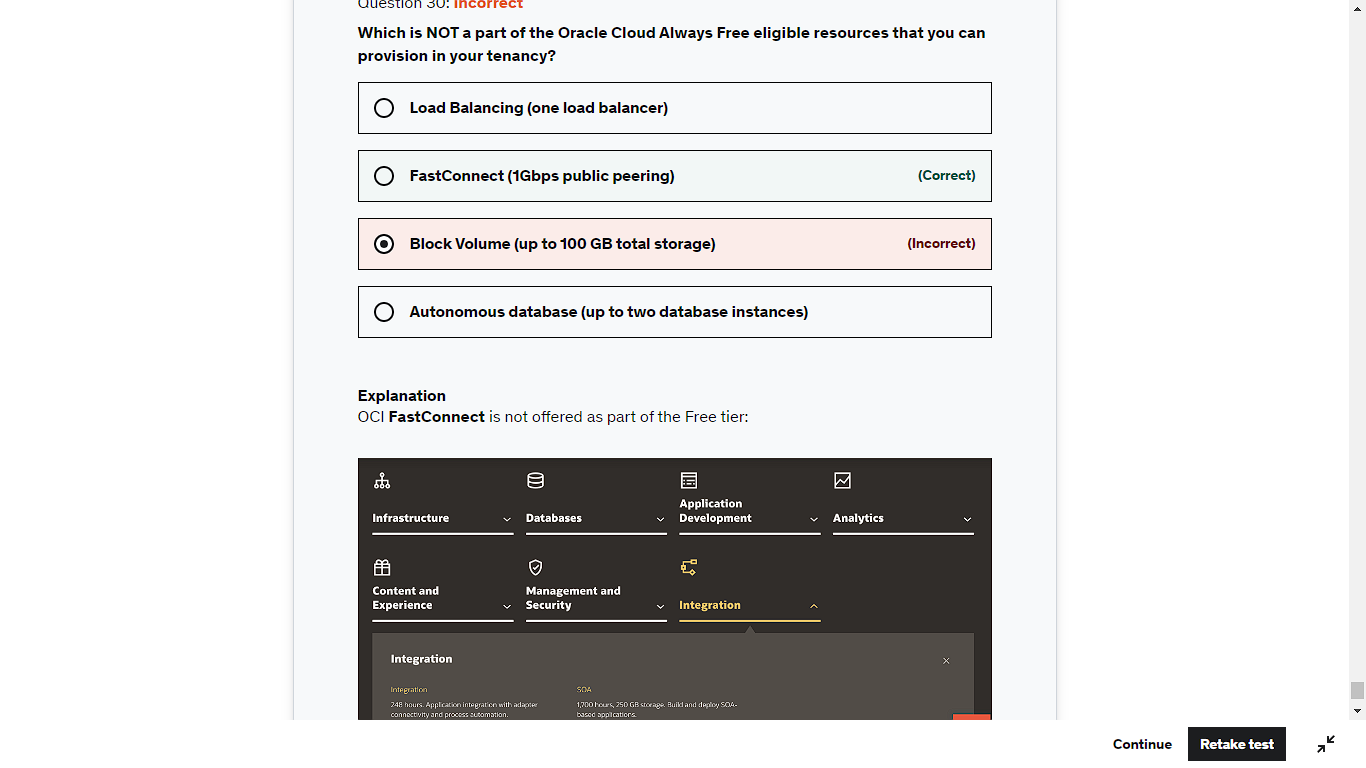 Question 30: Incorrect
Which is NOT a part of the Oracle Cloud Always Free eligible resources that you can
provision in your tenancy?
Load Balancing (one load balancer)
FastConnect (1Gbps public peering)
(Correct)
Block Volume (up to 100 GB total storage)
(Incorrect)
Autonomous database (up to two database instances)
Explanation
OCI FastConnect is not offered as part of the Free tier:
Infrastructure
Databases
Application
Development
Analytics
Content and
Experience
Management and
Security
Integration
Integration
Integration
248 hours. Application integration with adapter
connectivity and process automation.
SOA
1,700 hours, 250 GB storage. Build and deploy SOA-
based applications.
Continue
Retake test